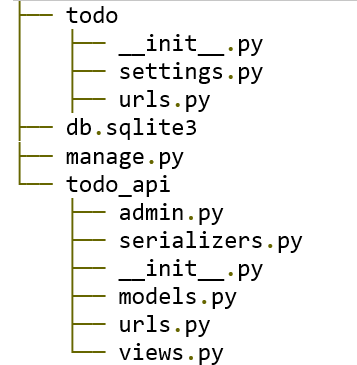 ├── todo
│   ├── __init__.py
│   ├── settings.py
│   ├── urls.py
├── db.sqlite3
├── manage.py
└── todo_api
    ├── admin.py
    ├── serializers.py
    ├── __init__.py
    ├── models.py
    ├── urls.py
    └── views.py